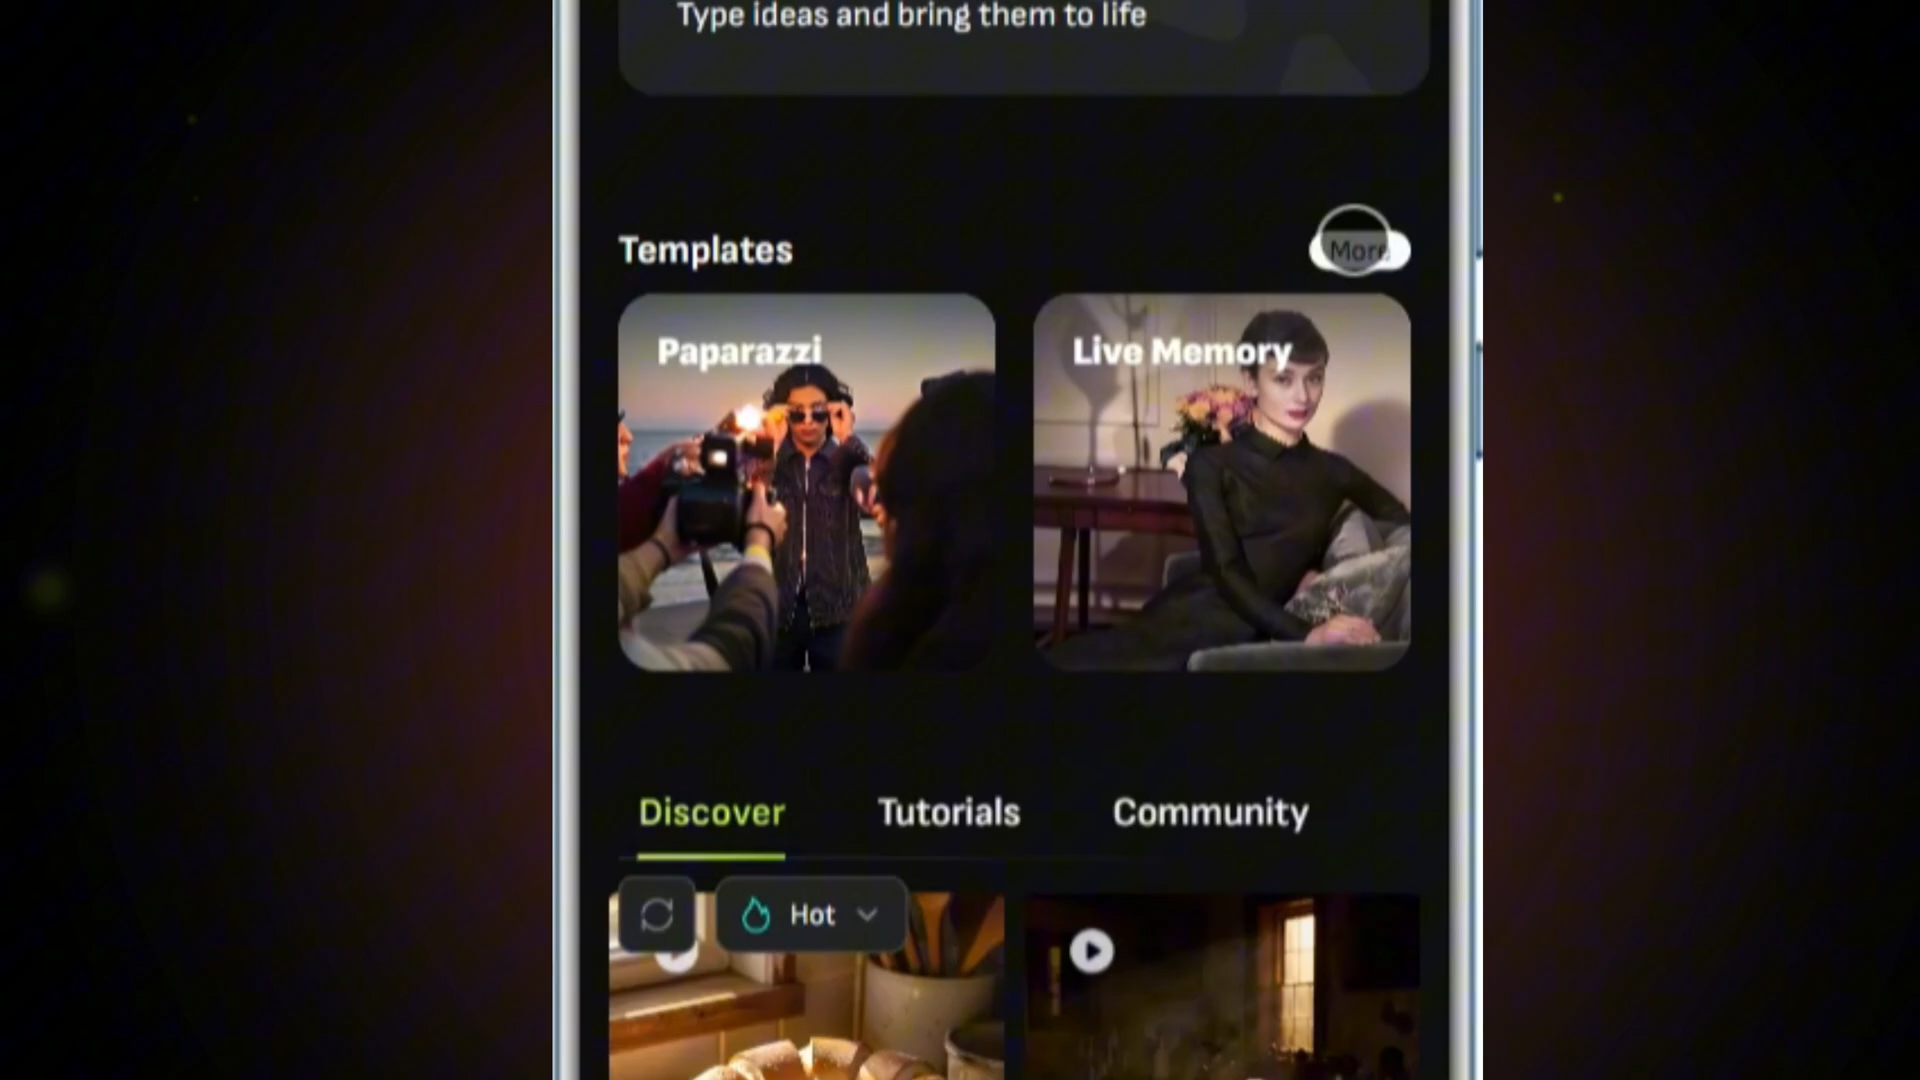 Type ideas and bring them to life
Templates
More
Paparazzi
Live Memory
Discover
Tutorials
Community
Hot